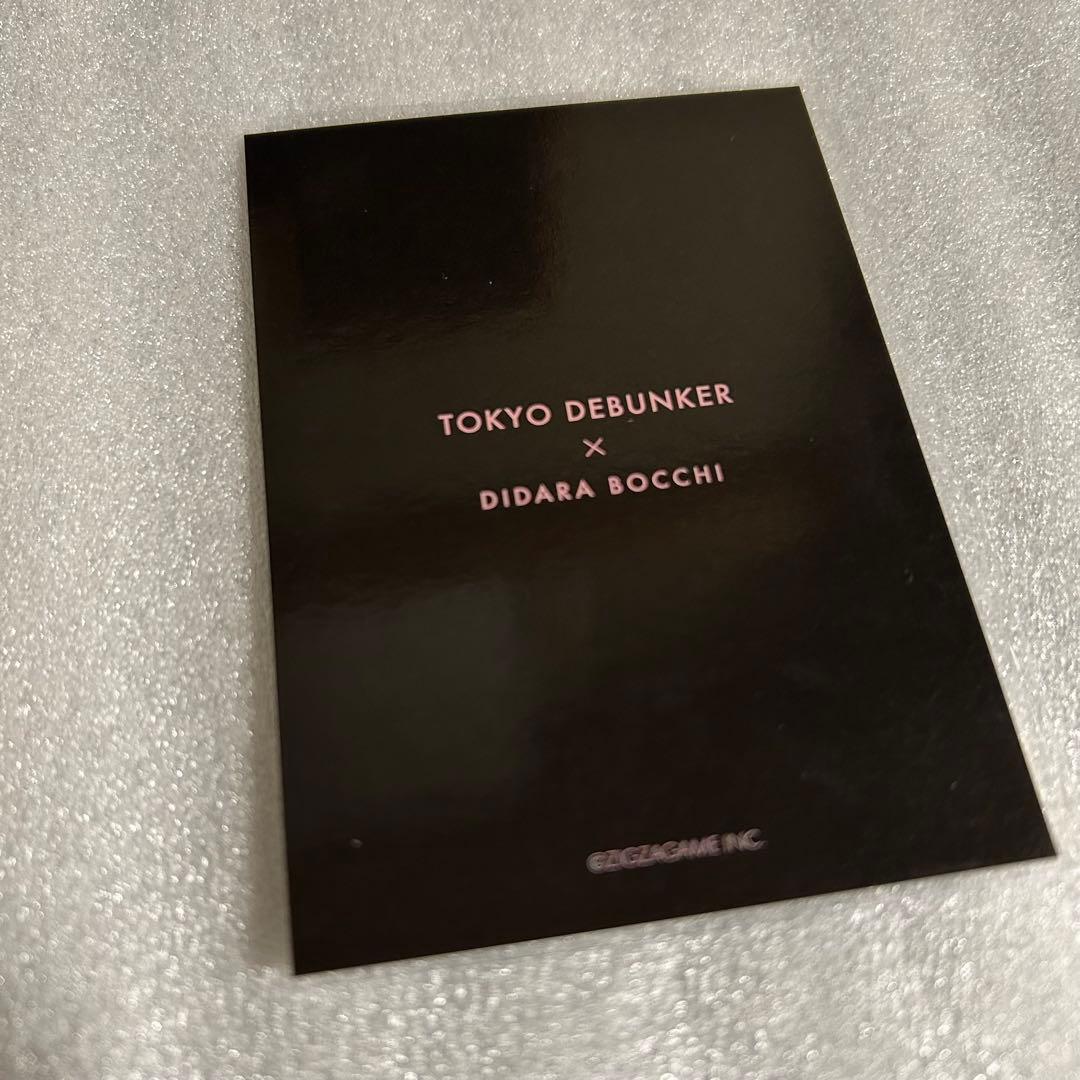 TOKYO DEBUNKER
×
DIDARA BOCCHI
©ZIGZAGAME INC.